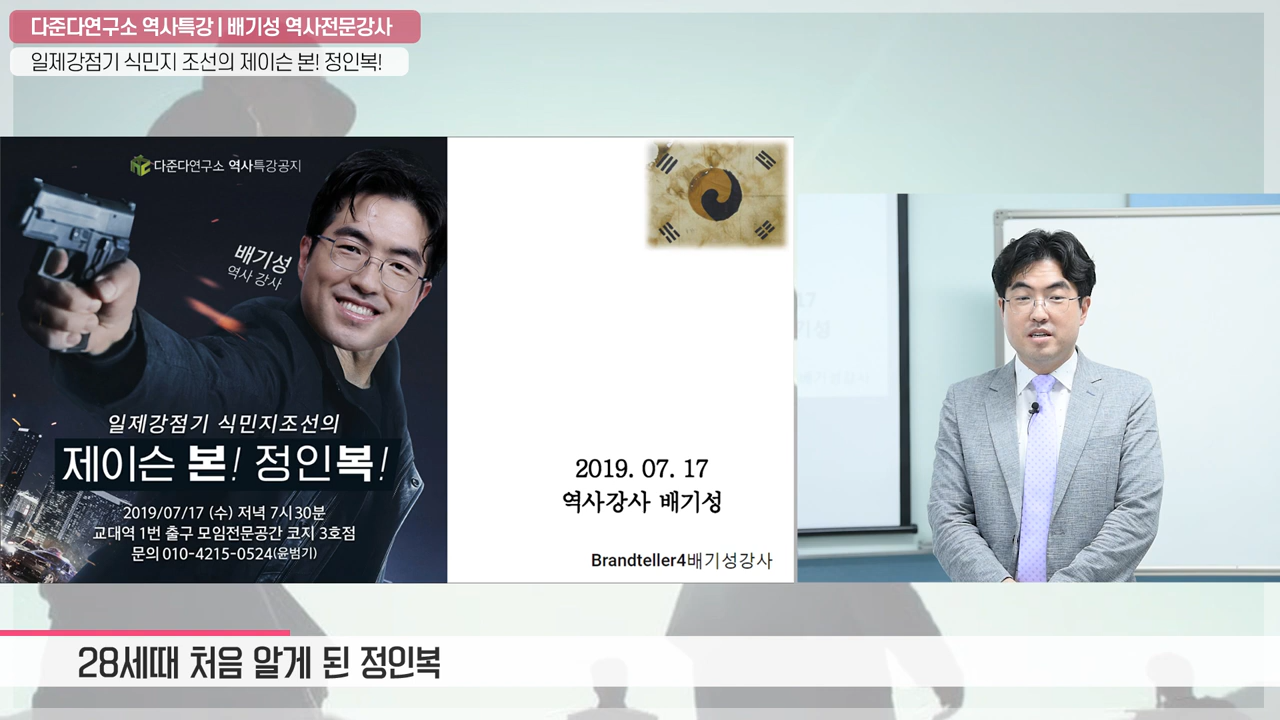 다준다연구소 역사특강 | 배기성 역사전문강사
일제강점기 식민지 조선의 제이슨 본! 정인복!
다준다연구소 역사특강공지
배기성
역사 강사
일제강점기 식민지조선의
제이슨 본! 정인복!
2019/07/17 (수) 저녁 7시30분
교대역 1번 출구 모임전문공간 코지 3호점
문의 010-4215-0524(윤범기)
2019. 07. 17
역사강사 배기성
Brandteller4배기성강사
28세때 처음 알게 된 정인복